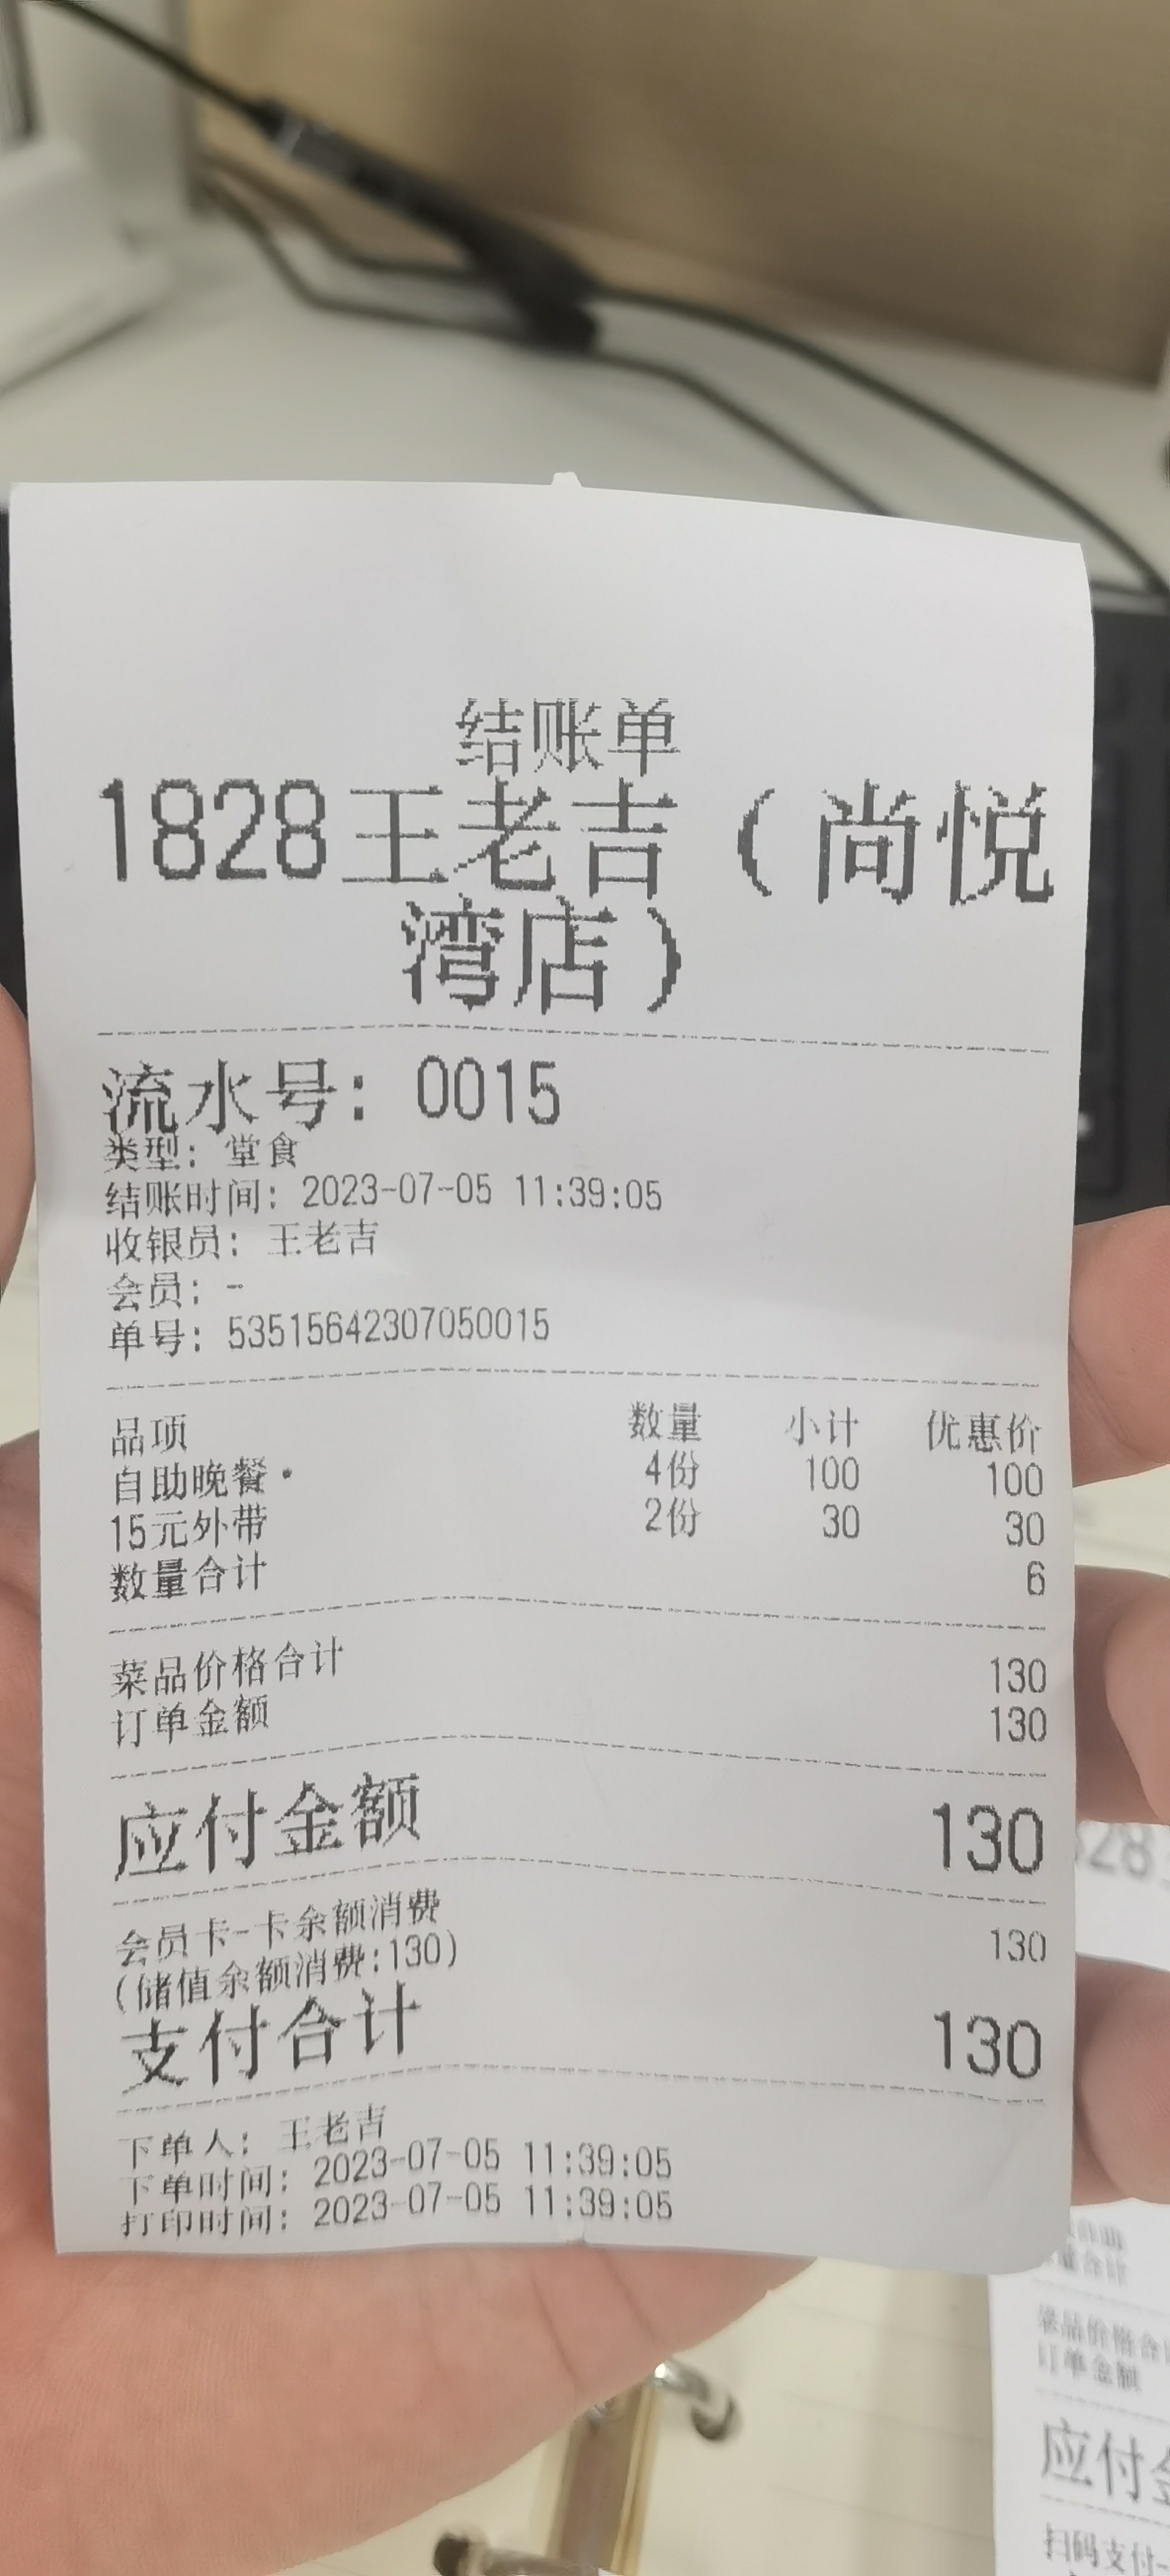 结账单
1828王老吉（尚悦
湾店）
流水号: 0015
类型: 堂食
结账时间: 2023-07-05 11:39:05
收银员: 王老吉
会员: -
单号: 53515642307050015
品项 数量 小计 优惠价
自助晚餐 4份 100 100
15元外带 2份 30 30
数量合计 6
菜品价格合计 130
订单金额 130
应付金额 130
会员卡-卡余额消费 130
(储值余额消费:130)
支付合计 130
下单人: 王老吉
下单时间: 2023-07-05 11:39:05
打印时间: 2023-07-05 11:39:05
828
菜品价格合
订单金额
应付金
扫码支付-